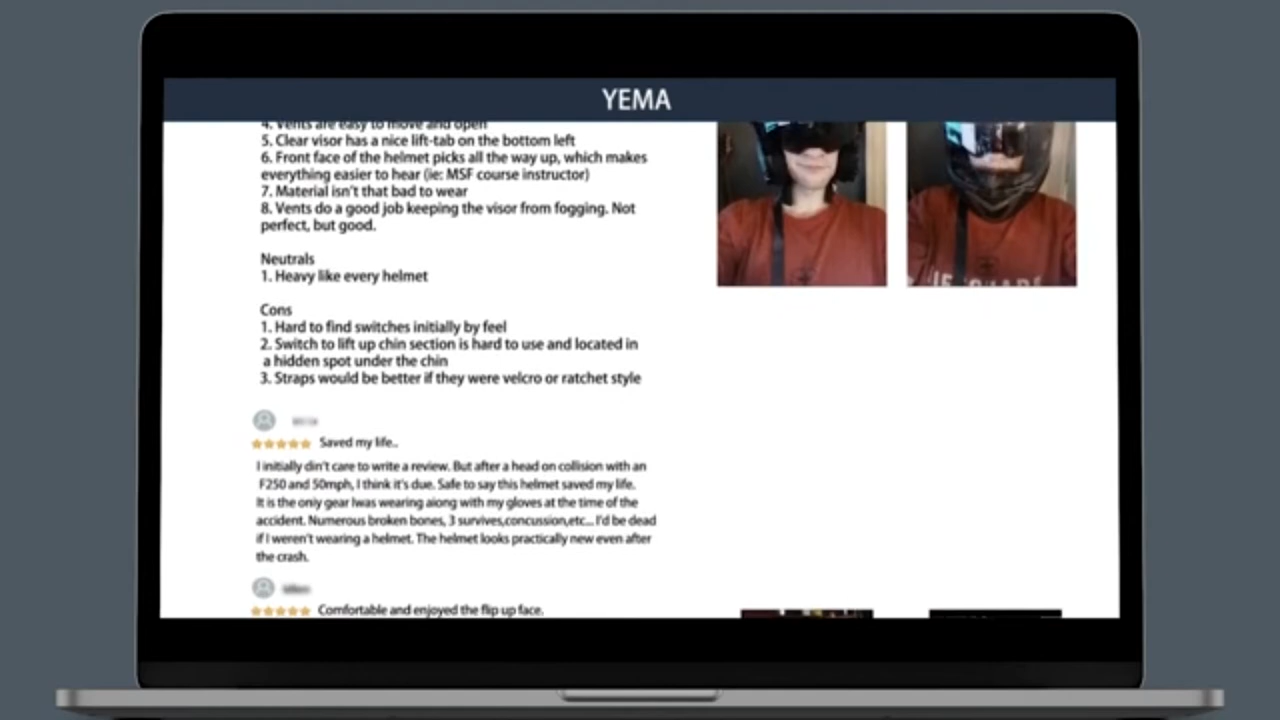 YEMA
4. Vents are easy to move and open
5. Clear visor has a nice lift-tab on the bottom left
6. Front face of the helmet picks all the way up, which makes
everything easier to hear (ie: MSF course instructor)
7. Material isn't that bad to wear
8. Vents do a good job keeping the visor from fogging. Not
perfect, but good.
Neutrals
1. Heavy like every helmet
Cons
1. Hard to find switches initially by feel
2. Switch to lift up chin section is hard to use and located in
a hidden spot under the chin
3. Straps would be better if they were velcro or ratchet style
Saved my life..
I initially din't care to write a review. But after a head on collision with an
F250 and 50mph, I think it's due. Safe to say this helmet saved my life.
It is the oniy gear Iwas wearing aiong with my gloves at the time of the
accident. Numerous broken bones, 3 survives,concussion,etc... I'd be dead
if I weren't wearing a helmet. The helmet looks practically new even after
the crash.
Comfortable and enjoyed the flip up face.